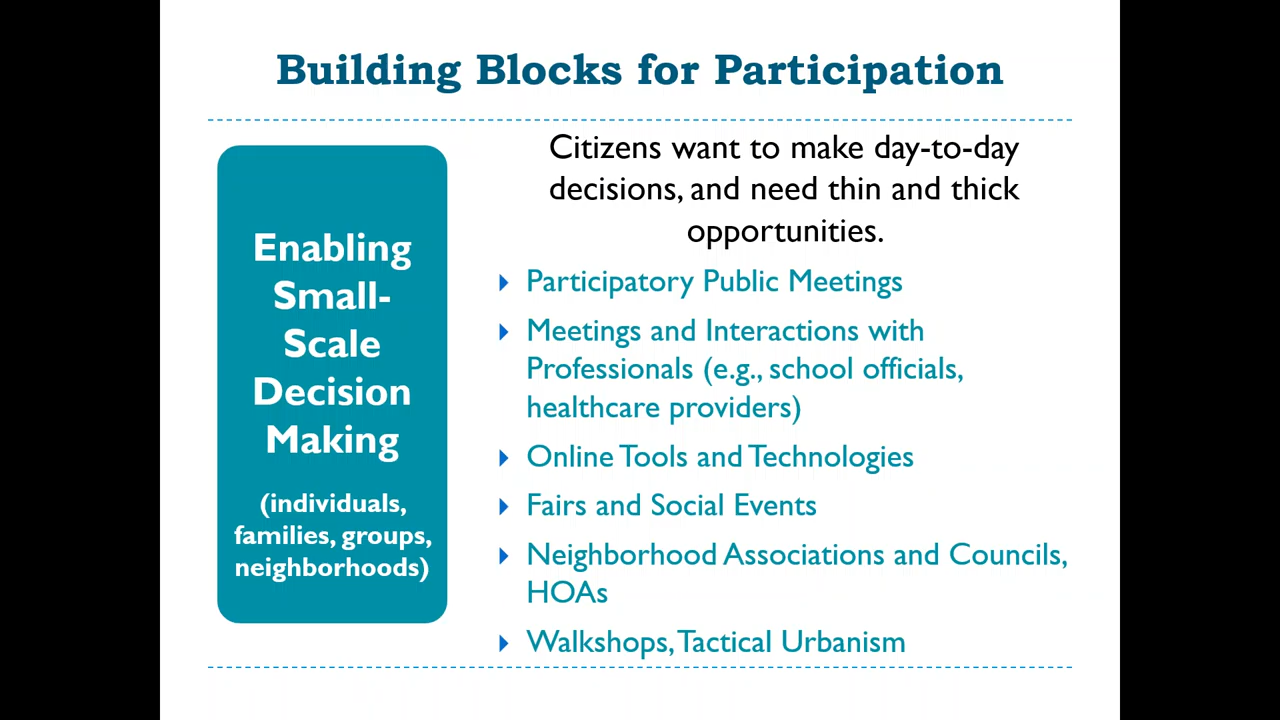 Building Blocks for Participation
Enabling
Small-
Scale
Decision
Making
(individuals,
families, groups,
neighborhoods)
Citizens want to make day-to-day
decisions, and need thin and thick
opportunities.
Participatory Public Meetings
Meetings and Interactions with
Professionals (e.g., school officials,
healthcare providers)
Online Tools and Technologies
Fairs and Social Events
Neighborhood Associations and Councils,
HOAs
Walkshops, Tactical Urbanism